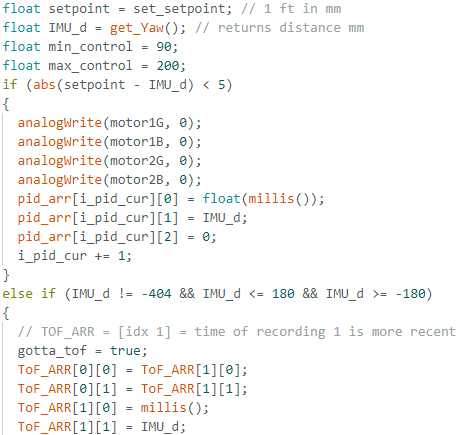 float setpoint = set_setpoint; // 1 ft in mm
float IMU_d = get_Yaw(); // returns distance mm
float min_control = 90;
float max_control = 200;
if (abs(setpoint - IMU_d) < 5)
{
  analogWrite(motor1G, 0);
  analogWrite(motor1B, 0);
  analogWrite(motor2G, 0);
  analogWrite(motor2B, 0);
  pid_arr[i_pid_cur][0] = float(millis());
  pid_arr[i_pid_cur][1] = IMU_d;
  pid_arr[i_pid_cur][2] = 0;
  i_pid_cur += 1;
}
else if (IMU_d != -404 && IMU_d <= 180 && IMU_d >= -180)
{
  // TOF_ARR = [idx 1] = time of recording 1 is more recent
  gotta_tof = true;
  ToF_ARR[0][0] = ToF_ARR[1][0];
  ToF_ARR[0][1] = ToF_ARR[1][1];
  ToF_ARR[1][0] = millis();
  ToF_ARR[1][1] = IMU_d;